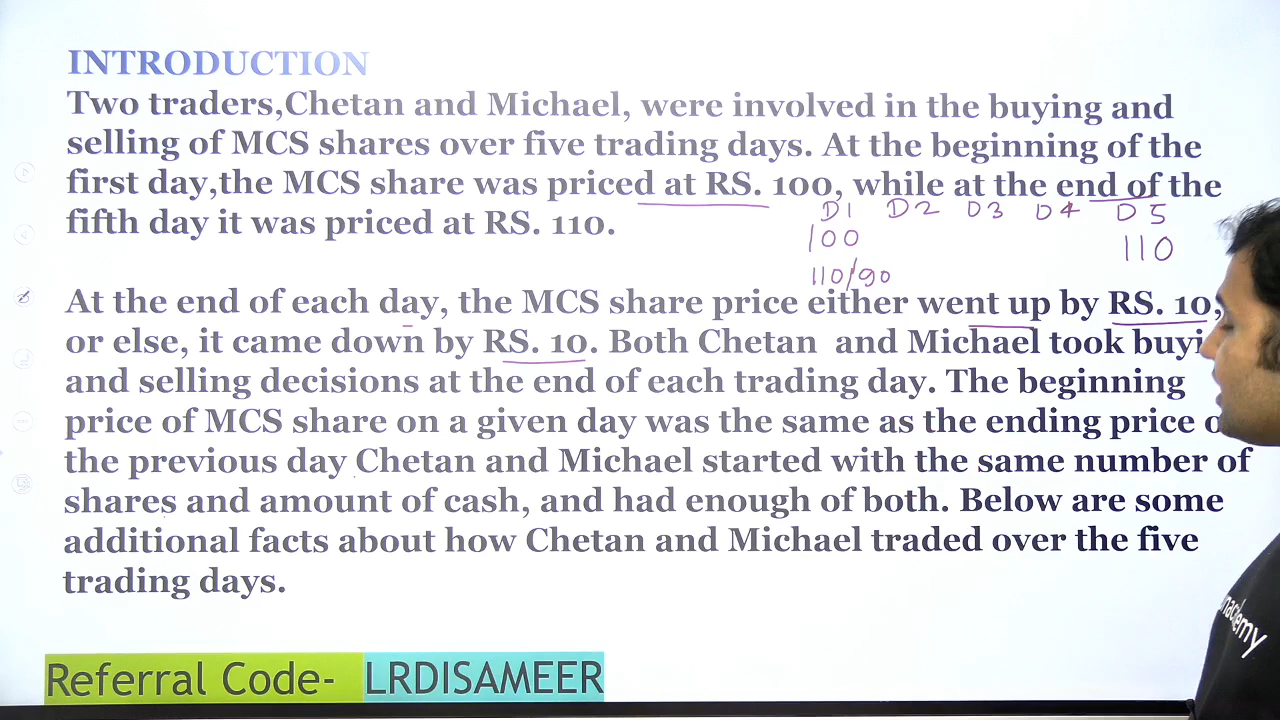 INTRODUCTION
Two traders,Chetan and Michael, were involved in the buying and
selling of MCS shares over five trading days. At the beginning of the
first day,the MCS share was priced at RS. 100, while at the end of the
D1 D2 D3 D4 D5
fifth day it was priced at RS. 110.
100 110
110/90
At the end of each day, the MCS share price either went up by RS. 10,
or else, it came down by RS. 10. Both Chetan and Michael took buyi
and selling decisions at the end of each trading day. The beginning
price of MCS share on a given day was the same as the ending price o
the previous day Chetan and Michael started with the same number of
shares and amount of cash, and had enough of both. Below are some
additional facts about how Chetan and Michael traded over the five
trading days.
Referral Code- LRDISAMEER
unacademy